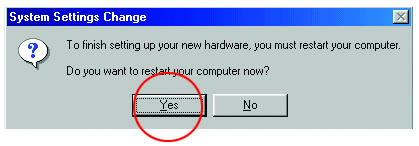 System Settings Change
To finish setting up your new hardware, you must restart your computer.
Do you want to restart your computer now?
Yes No